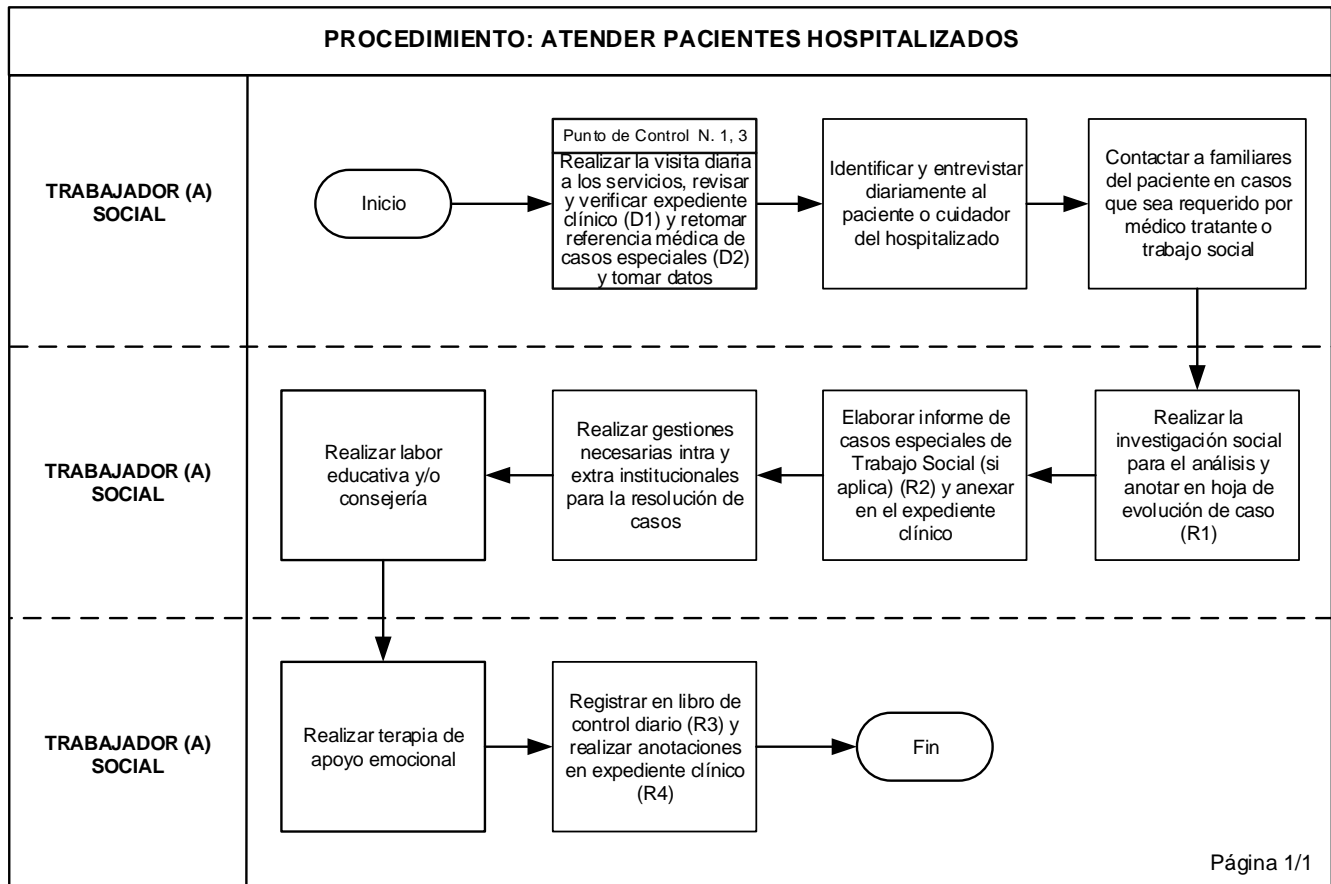 PROCEDIMIENTO: ATENDER PACIENTES HOSPITALIZADOS
TRABAJADOR (A)
SOCIAL
Inicio
Punto de Control N. 1, 3
Realizar la visita diaria
a los servicios, revisar
y verificar expediente
clínico (D1) y retomar
referencia médica de
casos especiales (D2)
y tomar datos
Identificar y entrevistar
diariamente al
paciente o cuidador
del hospitalizado
Contactar a familiares
del paciente en casos
que sea requerido por
médico tratante o
trabajo social
TRABAJADOR (A)
SOCIAL
Realizar labor
educativa y/o
consejería
Realizar gestiones
necesarias intra y
extra institucionales
para la resolución de
casos
Elaborar informe de
casos especiales de
Trabajo Social (si
aplica) (R2) y anexar
en el expediente
clínico
Realizar la
investigación social
para el análisis y
anotar en hoja de
evolución de caso
(R1)
TRABAJADOR (A)
SOCIAL
Realizar terapia de
apoyo emocional
Registrar en libro de
control diario (R3) y
realizar anotaciones
en expediente clínico
(R4)
Fin
Página 1/1